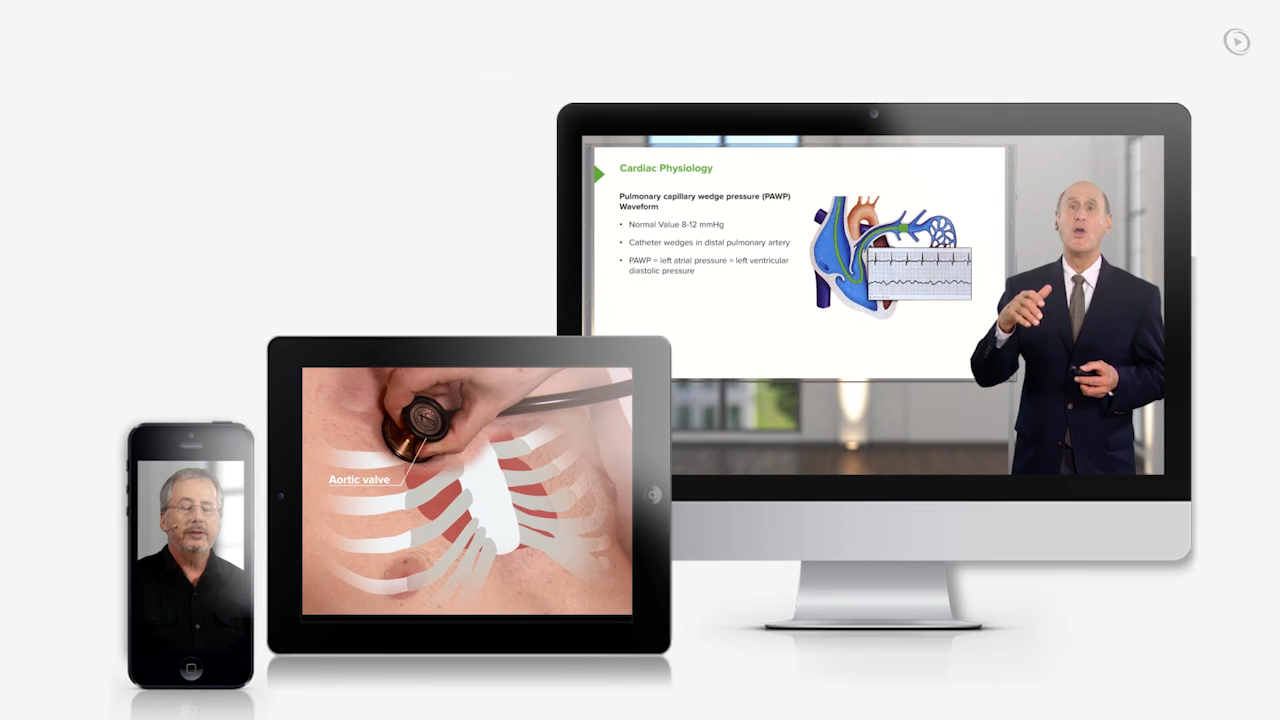 Cardiac Physiology
Pulmonary capillary wedge pressure (PAWP)
Waveform
• Normal Value 8-12 mmHg
• Catheter wedges in distal pulmonary artery
• PAWP = left atrial pressure = left ventricular
diastolic pressure
Aortic valve